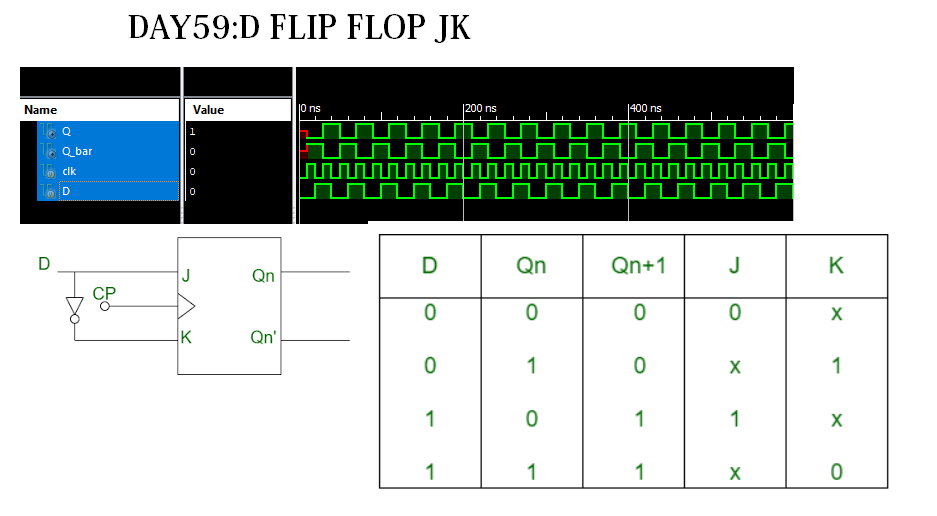 DAY59:D FLIP FLOP JK
Name Value 0 ns 200 ns 400 ns
Q 1
Q_bar 0
clk 0
D 0
D J Qn
CP
K Qn'
D Qn Qn+1 J K
0 0 0 0 x
0 1 0 x 1
1 0 1 1 x
1 1 1 x 0